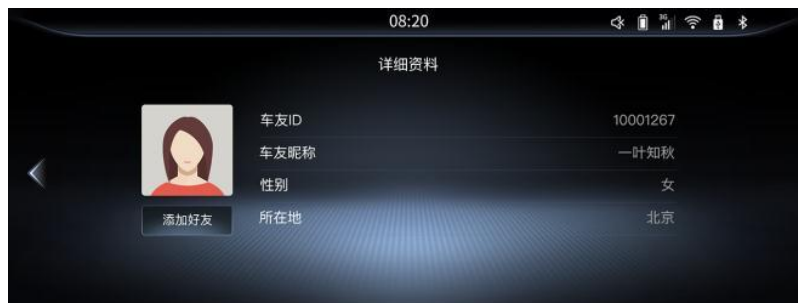 08:20
3G
详细资料
车友ID 10001267
车友昵称 一叶知秋
性别 女
添加好友
所在地 北京